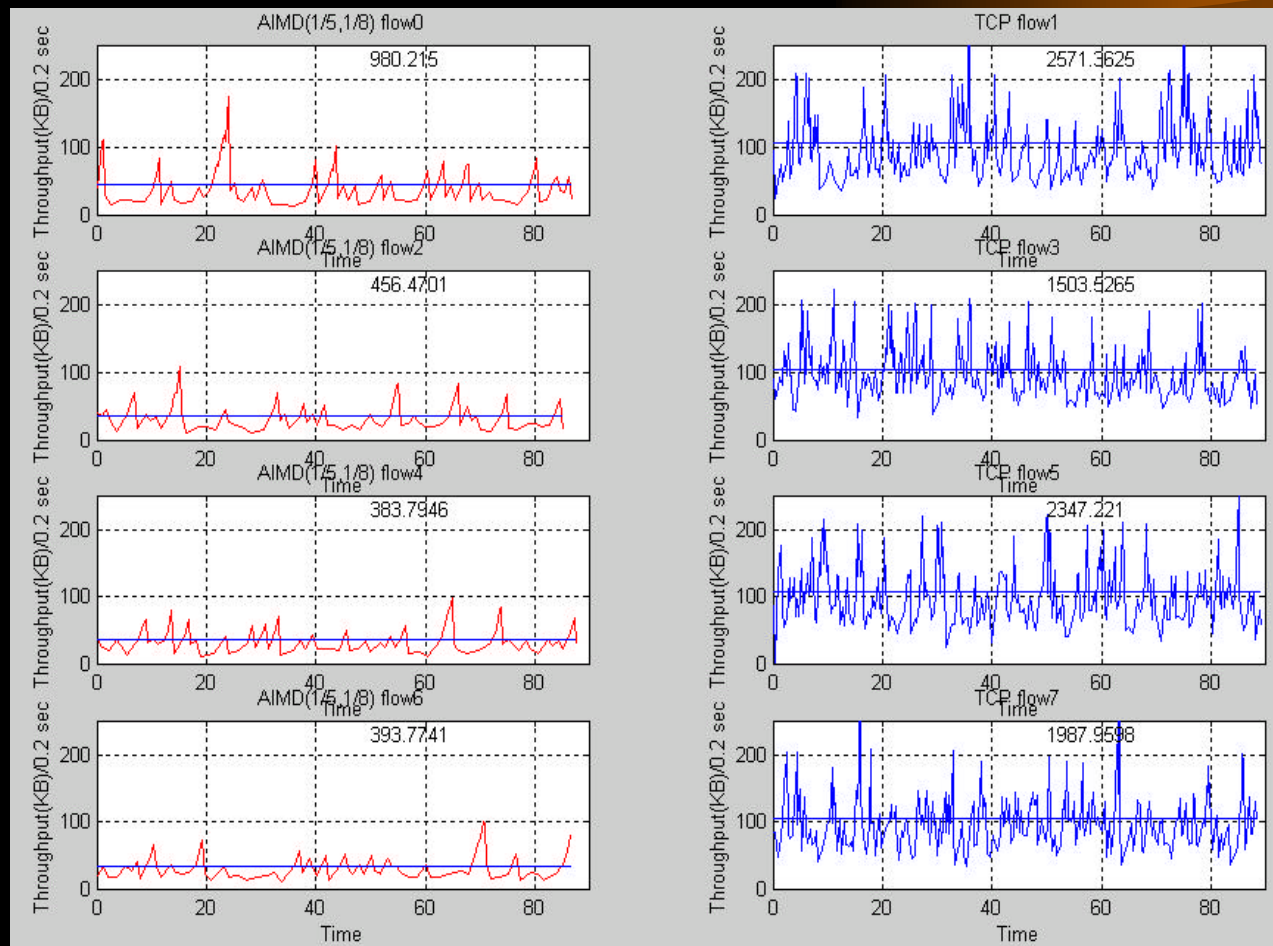 AIMD(1/5,1/8) flow0
980.215
Throughput(KB)/0.2 sec
200
100
0
0 20 40 60 80
Time
TCP flow1
2571.3625
Throughput(KB)/0.2 sec
200
100
0
0 20 40 60 80
Time
AIMD(1/5,1/8) flow2
456.4701
Throughput(KB)/0.2 sec
200
100
0
0 20 40 60 80
Time
TCP flow3
1503.5265
Throughput(KB)/0.2 sec
200
100
0
0 20 40 60 80
Time
AIMD(1/5,1/8) flow4
383.7946
Throughput(KB)/0.2 sec
200
100
0
0 20 40 60 80
Time
TCP flow5
2347.221
Throughput(KB)/0.2 sec
200
100
0
0 20 40 60 80
Time
AIMD(1/5,1/8) flow6
393.7741
Throughput(KB)/0.2 sec
200
100
0
0 20 40 60 80
Time
TCP flow7
1987.9598
Throughput(KB)/0.2 sec
200
100
0
0 20 40 60 80
Time